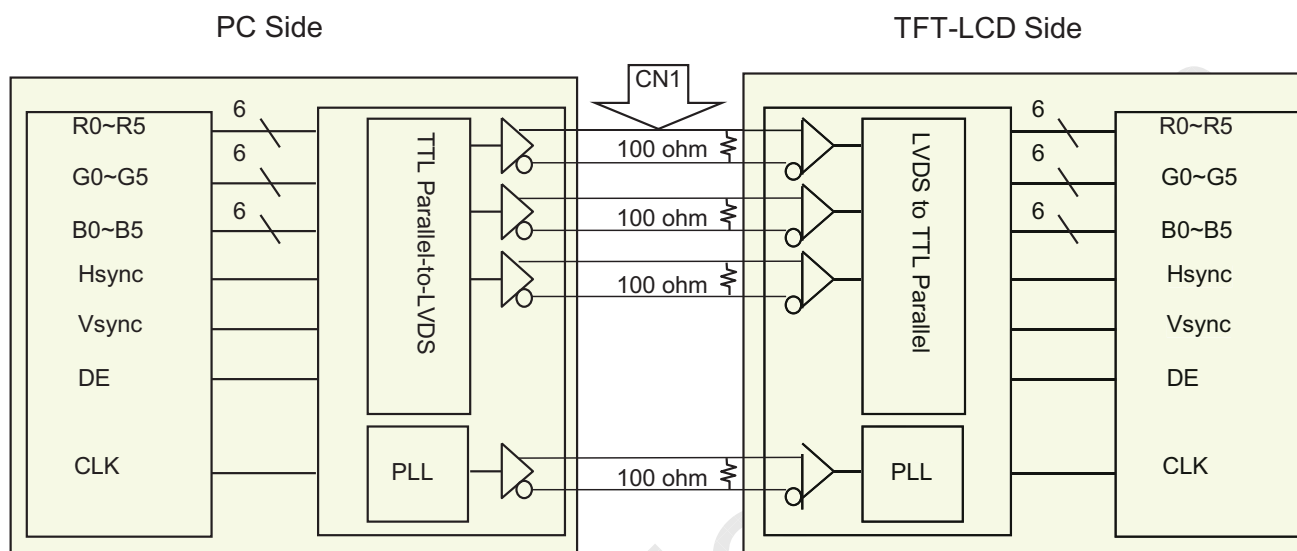 PC Side
TFT-LCD Side
CN1
R0~R5
6
G0~G5
6
B0~B5
6
Hsync
Vsync
DE
CLK
TTL Parallel-to-LVDS
PLL
100 ohm
100 ohm
100 ohm
100 ohm
LVDS to TTL Parallel
PLL
6
R0~R5
6
G0~G5
6
B0~B5
Hsync
Vsync
DE
CLK